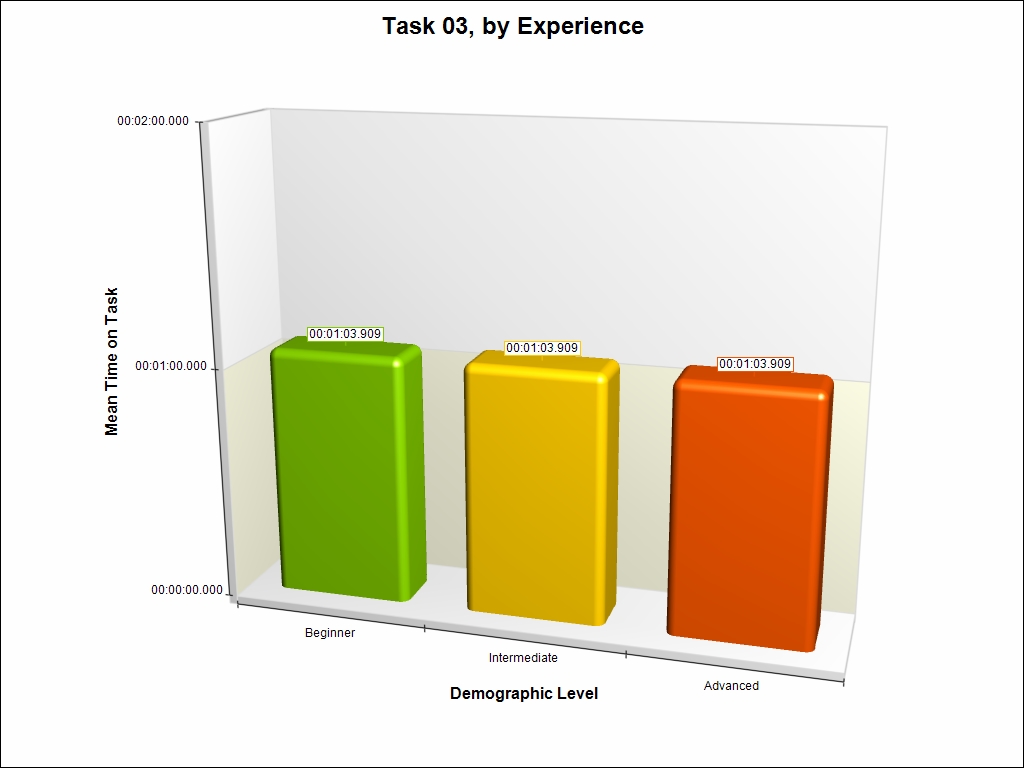 Task 03, by Experience
00:02:00.000
00:01:03.909
00:01:03.909
00:01:03.909
00:01:00.000
Mean Time on Task
00:00:00.000
Beginner
Intermediate
Advanced
Demographic Level